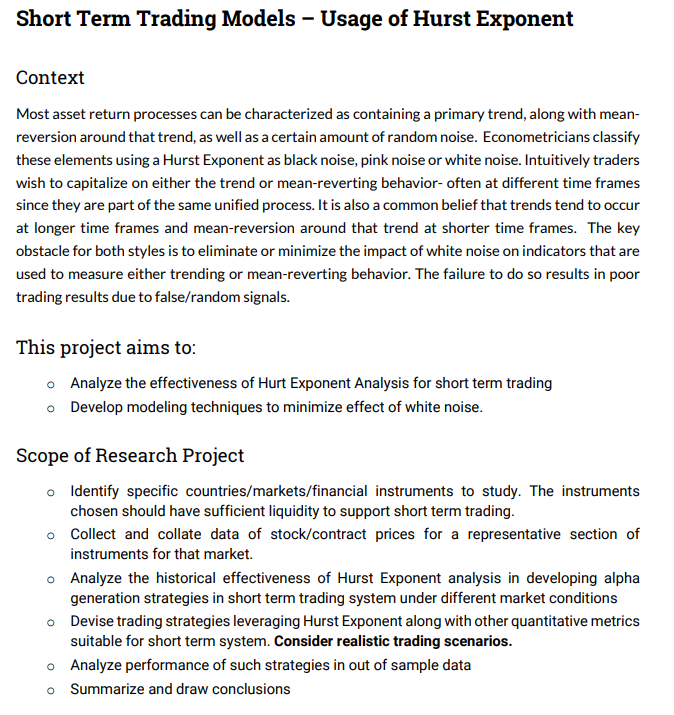 Short Term Trading Models – Usage of Hurst Exponent
Context
Most asset return processes can be characterized as containing a primary trend, along with mean-
reversion around that trend, as well as a certain amount of random noise. Econometricians classify
these elements using a Hurst Exponent as black noise, pink noise or white noise. Intuitively traders
wish to capitalize on either the trend or mean-reverting behavior- often at different time frames
since they are part of the same unified process. It is also a common belief that trends tend to occur
at longer time frames and mean-reversion around that trend at shorter time frames. The key
obstacle for both styles is to eliminate or minimize the impact of white noise on indicators that are
used to measure either trending or mean-reverting behavior. The failure to do so results in poor
trading results due to false/random signals.
This project aims to:
o Analyze the effectiveness of Hurt Exponent Analysis for short term trading
o Develop modeling techniques to minimize effect of white noise.
Scope of Research Project
o Identify specific countries/markets/financial instruments to study. The instruments
chosen should have sufficient liquidity to support short term trading.
o Collect and collate data of stock/contract prices for a representative section of
instruments for that market.
o Analyze the historical effectiveness of Hurst Exponent analysis in developing alpha
generation strategies in short term trading system under different market conditions
o Devise trading strategies leveraging Hurst Exponent along with other quantitative metrics
suitable for short term system. Consider realistic trading scenarios.
o Analyze performance of such strategies in out of sample data
o Summarize and draw conclusions